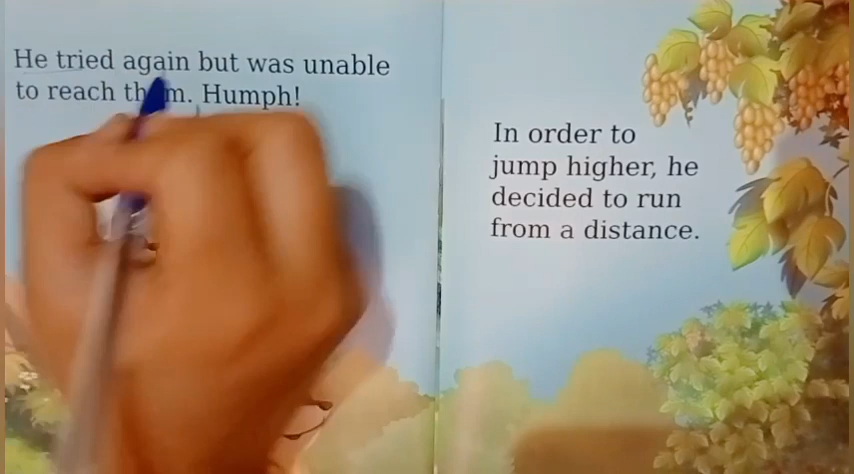 He tried again but was unable
to reach them. Humph!
In order to
jump higher, he
decided to run
from a distance.